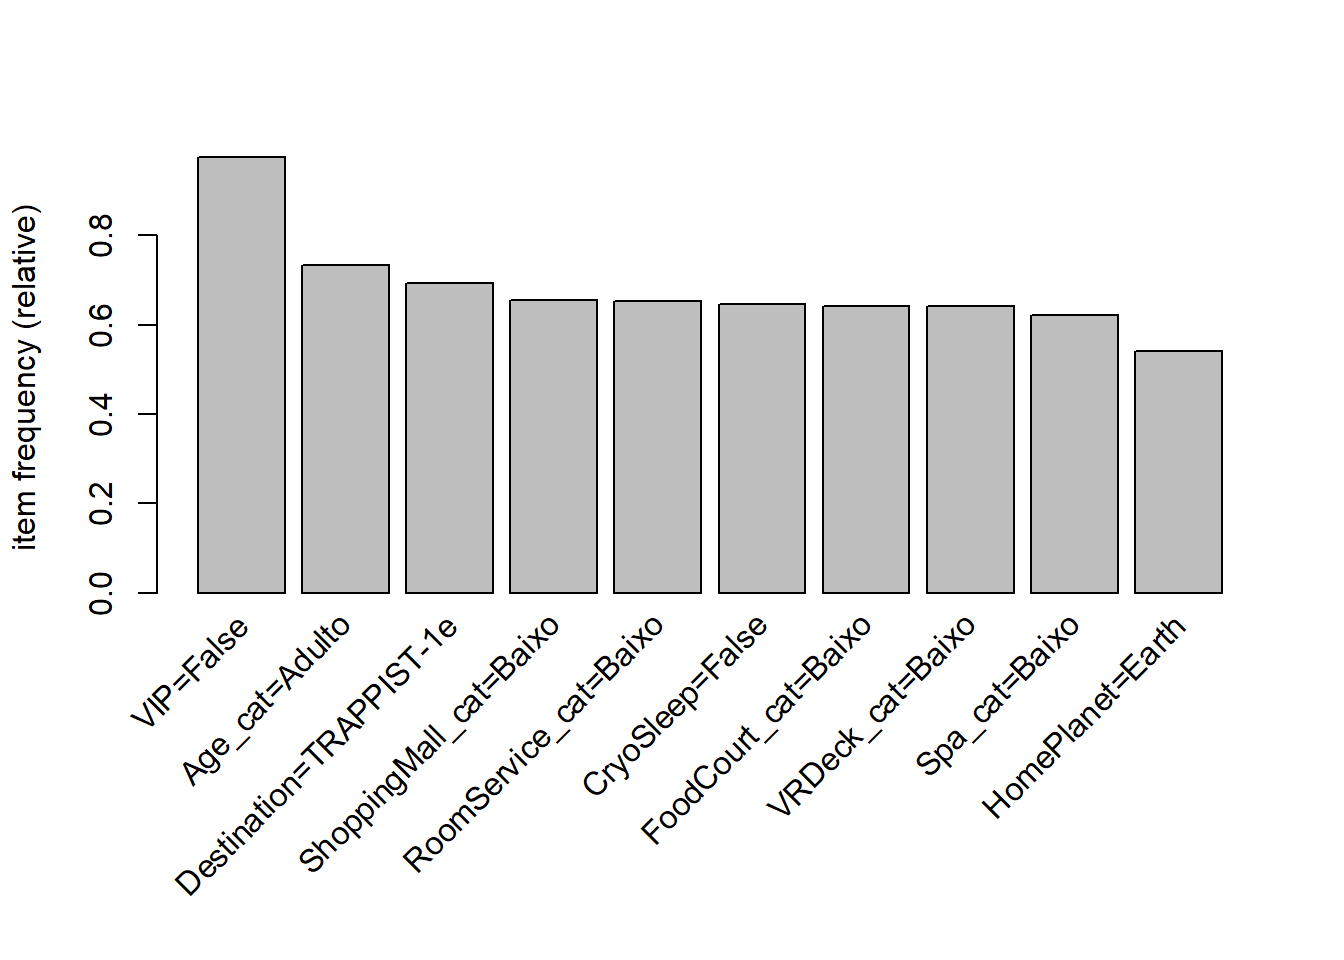 item frequency (relative)
0.8
0.6
0.4
0.2
0.0
VIP=False
Age_cat=Adulto
Destination=TRAPPIST-1e
ShoppingMall_cat=Baixo
RoomService_cat=Baixo
CryoSleep=False
FoodCourt_cat=Baixo
VRDeck_cat=Baixo
Spa_cat=Baixo
HomePlanet=Earth